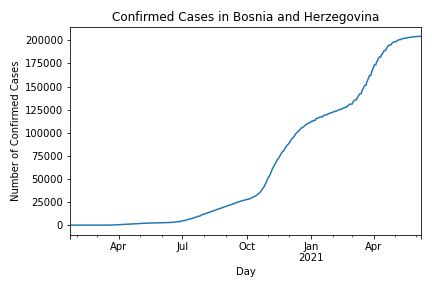 Confirmed Cases in Bosnia and Herzegovina
Number of Confirmed Cases
200000
175000
150000
125000
100000
75000
50000
25000
0
Apr
Jul
Oct
Jan
2021
Apr
Day